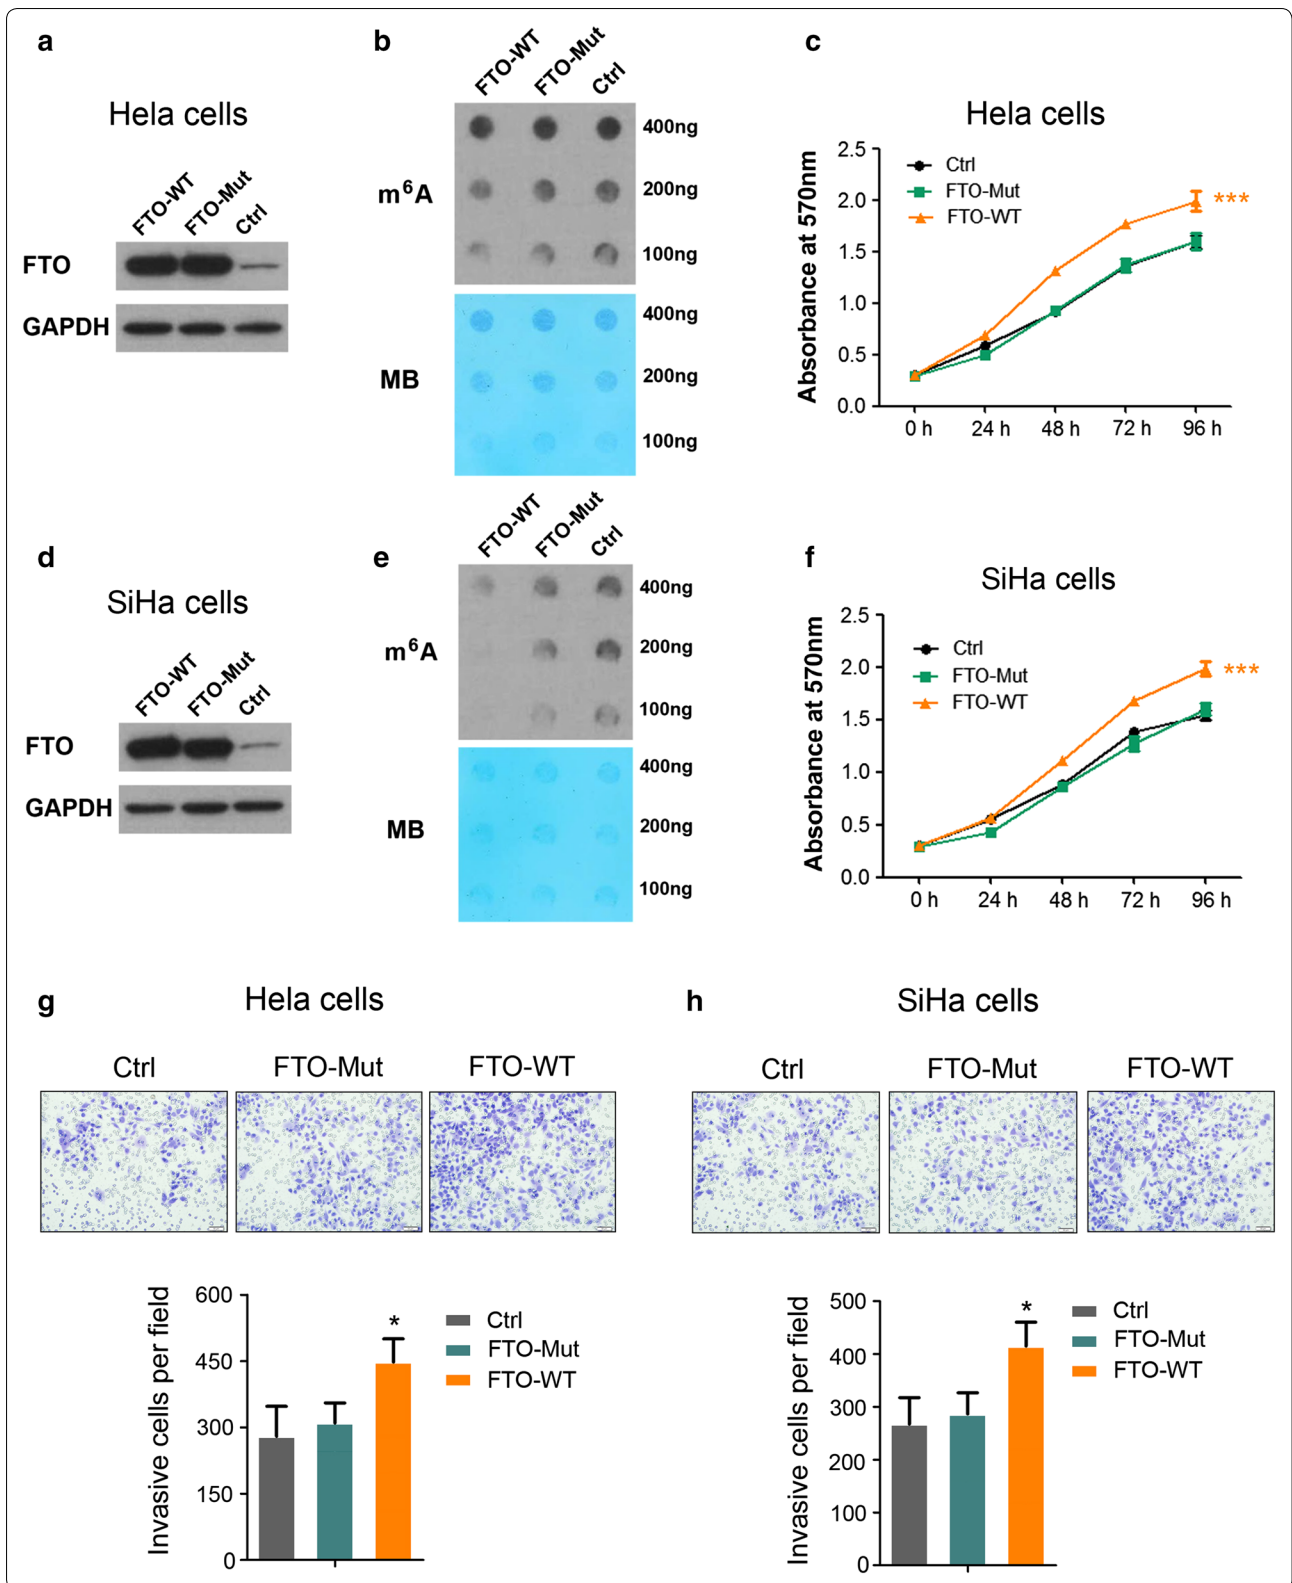 a
Hela cells
FTO-WT
FTO-Mut
Ctrl
FTO
GAPDH
b
FTO-WT
FTO-Mut
Ctrl
m⁶A
400ng
200ng
100ng
MB
400ng
200ng
100ng
c
Hela cells
Absorbance at 570nm
2.5
2.0
1.5
1.0
0.5
0.0
Ctrl
FTO-Mut
FTO-WT
***
0 h 24 h 48 h 72 h 96 h
d
SiHa cells
FTO-WT
FTO-Mut
Ctrl
FTO
GAPDH
e
FTO-WT
FTO-Mut
Ctrl
m⁶A
400ng
200ng
100ng
MB
400ng
200ng
100ng
f
SiHa cells
Absorbance at 570nm
2.5
2.0
1.5
1.0
0.5
0.0
Ctrl
FTO-Mut
FTO-WT
***
0 h 24 h 48 h 72 h 96 h
g
Hela cells
Ctrl FTO-Mut FTO-WT
Invasive cells per field
600
450
300
150
0
*
Ctrl
FTO-Mut
FTO-WT
h
SiHa cells
Ctrl FTO-Mut FTO-WT
Invasive cells per field
500
400
300
200
100
0
*
Ctrl
FTO-Mut
FTO-WT